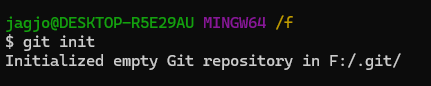 jagjo@DESKTOP-R5E29AU MINGW64 /f
$ git init
Initialized empty Git repository in F:/.git/